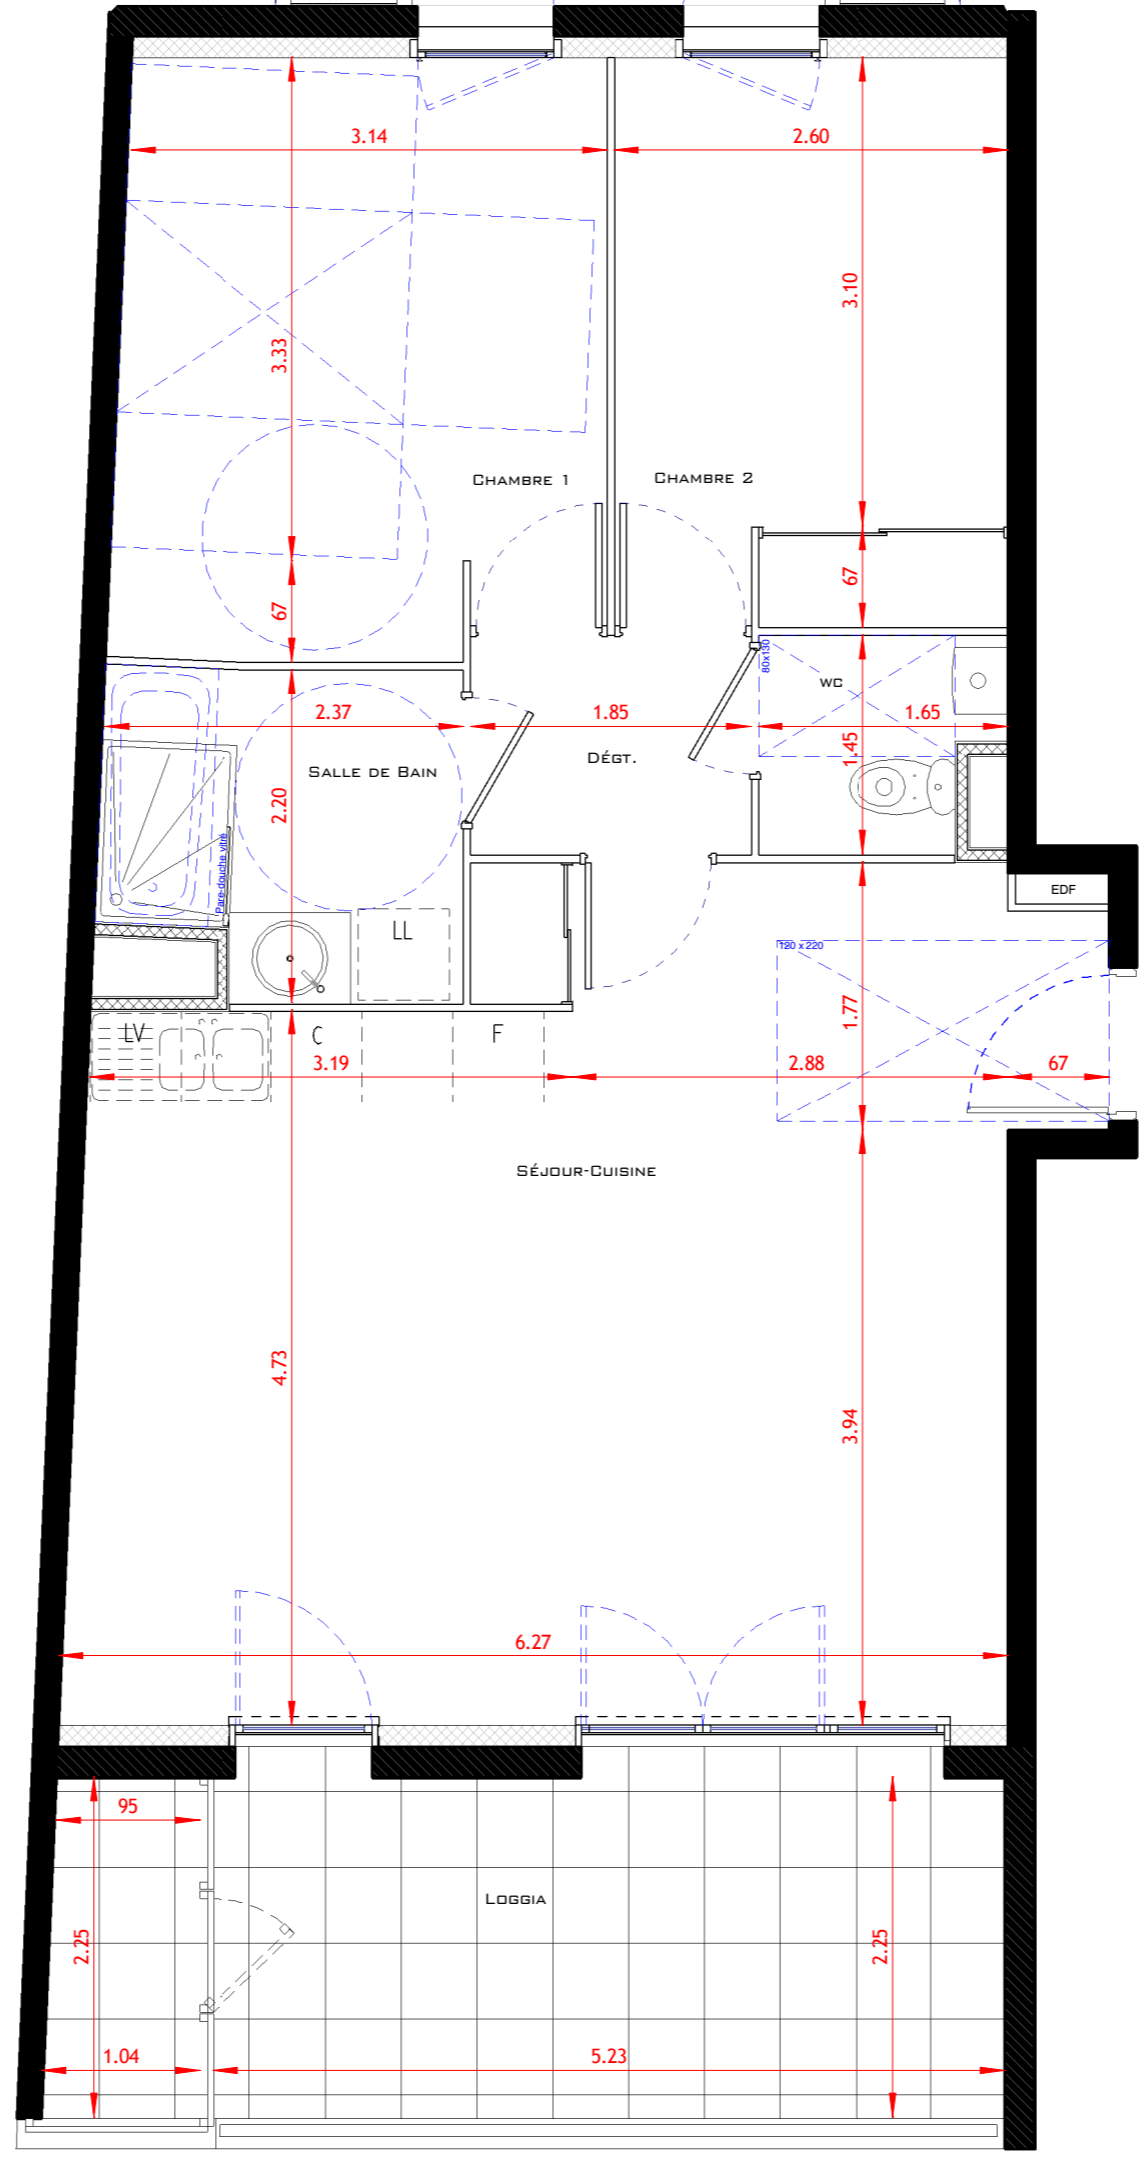 3.14
2.60
3.33
3.10
Chambre 1
Chambre 2
67
67
80x130
WC
2.37
1.85
1.65
1.45
Dégt.
Salle de Bain
2.20
Pare-douche vitré
EDF
LL
120 x 220
1.77
LV
C
F
3.19
2.88
67
Séjour-Cuisine
4.73
3.94
6.27
95
Loggia
2.25
2.25
1.04
5.23